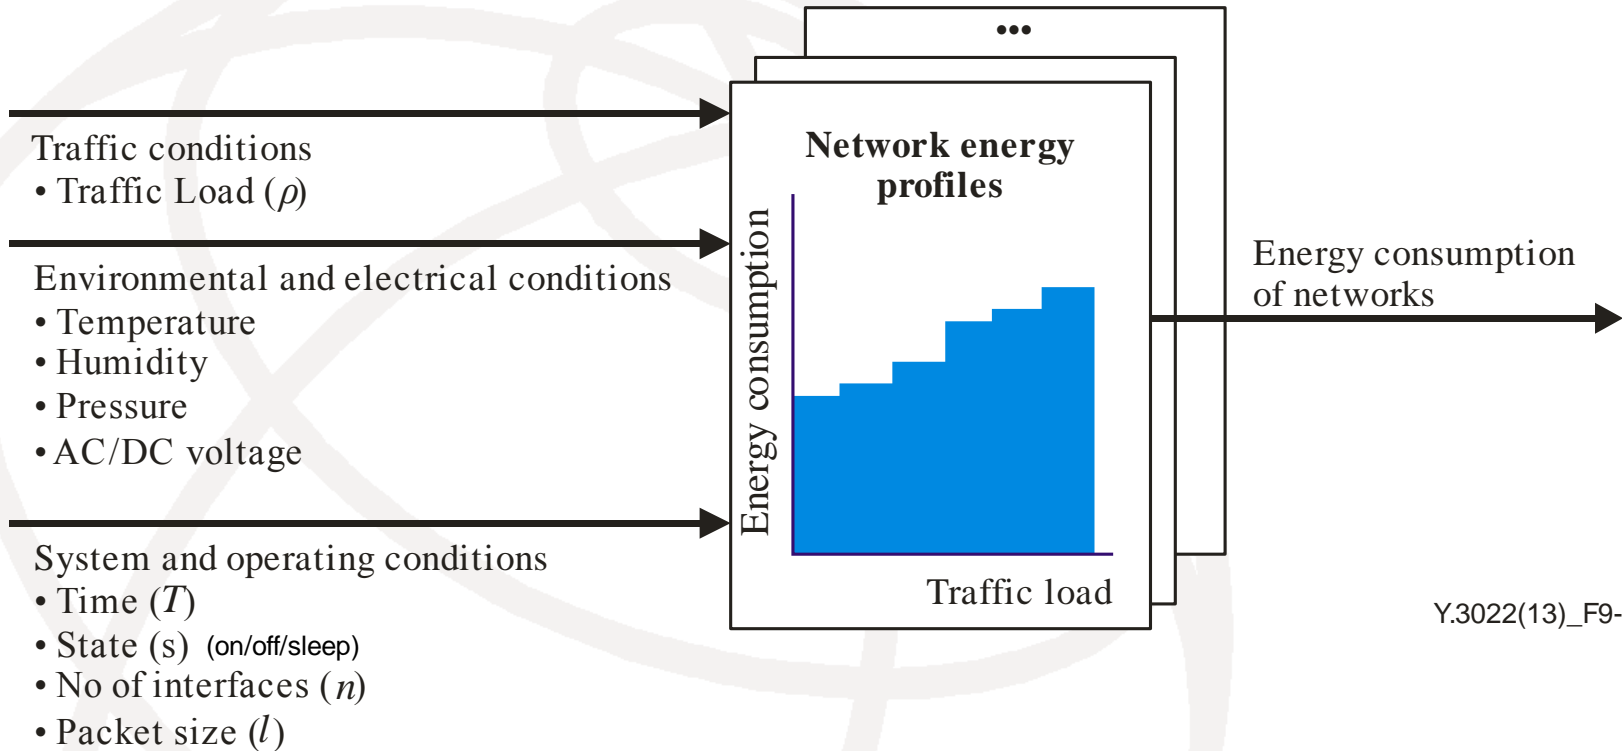 •••
Traffic conditions
• Traffic Load (ρ)
Environmental and electrical conditions
• Temperature
• Humidity
• Pressure
• AC/DC voltage
System and operating conditions
• Time (T)
• State (s) (on/off/sleep)
• No of interfaces (n)
• Packet size (l)
Network energy
profiles
Energy consumption
Traffic load
Energy consumption
of networks
Y.3022(13)_F9-